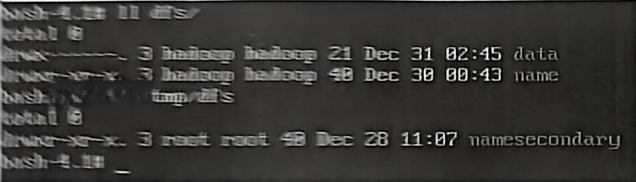 bash-4.1# ll dfs/
total 0
drwx------. 3 hadoop hadoop 21 Dec 31 02:45 data
drwxr-xr-x. 3 hadoop hadoop 40 Dec 30 00:43 name
bash tmp/dfs
total 0
drwxr-xr-x. 3 root root 40 Dec 28 11:07 namesecondary
bash-4.1# _